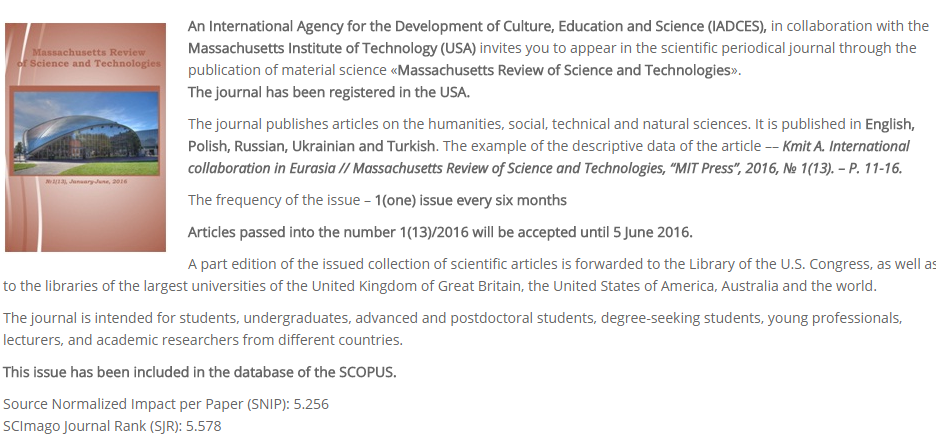 Massachusetts Review
of Science and Technologies
№1(13), January-June, 2016
An International Agency for the Development of Culture, Education and Science (IADCES), in collaboration with the
Massachusetts Institute of Technology (USA) invites you to appear in the scientific periodical journal through the
publication of material science «Massachusetts Review of Science and Technologies».
The journal has been registered in the USA.
The journal publishes articles on the humanities, social, technical and natural sciences. It is published in English,
Polish, Russian, Ukrainian and Turkish. The example of the descriptive data of the article –– Kmit A. International
collaboration in Eurasia // Massachusetts Review of Science and Technologies, “MIT Press”, 2016, № 1(13). – P. 11-16.
The frequency of the issue – 1(one) issue every six months
Articles passed into the number 1(13)/2016 will be accepted until 5 June 2016.
A part edition of the issued collection of scientific articles is forwarded to the Library of the U.S. Congress, as well as
to the libraries of the largest universities of the United Kingdom of Great Britain, the United States of America, Australia and the world.
The journal is intended for students, undergraduates, advanced and postdoctoral students, degree-seeking students, young professionals,
lecturers, and academic researchers from different countries.
This issue has been included in the database of the SCOPUS.
Source Normalized Impact per Paper (SNIP): 5.256
SCImago Journal Rank (SJR): 5.578